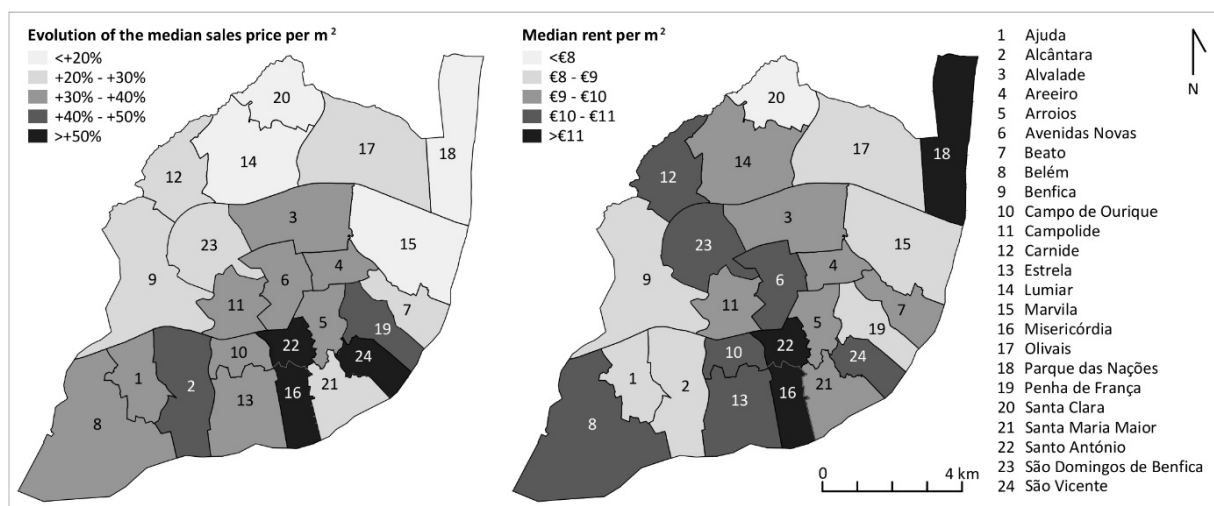 Evolution of the median sales price per m²
<+20%
+20% - +30%
+30% - +40%
+40% - +50%
>+50%
20
14
17
18
12
3
23
15
9
6
4
11
7
5
19
22
10
24
1
2
21
16
13
8
Median rent per m²
<€8
€8 - €9
€9 - €10
€10 - €11
>€11
20
14
17
18
12
3
23
15
9
6
4
11
7
5
19
22
10
24
1
2
21
16
13
8
0 4 km
1 Ajuda
2 Alcântara
3 Alvalade
4 Areeiro
5 Arroios
6 Avenidas Novas
7 Beato
8 Belém
9 Benfica
10 Campo de Ourique
11 Campolide
12 Carnide
13 Estrela
14 Lumiar
15 Marvila
16 Misericórdia
17 Olivais
18 Parque das Nações
19 Penha de França
20 Santa Clara
21 Santa Maria Maior
22 Santo António
23 São Domingos de Benfica
24 São Vicente
N